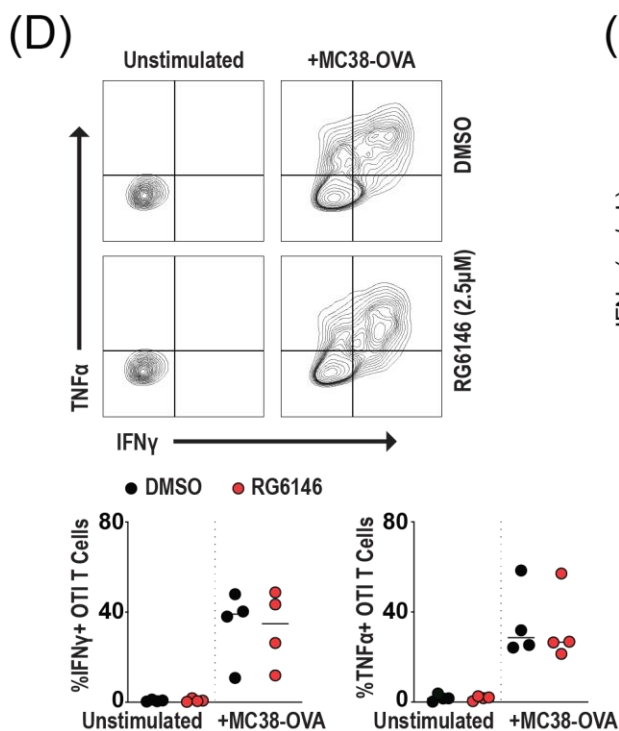 (D)
Unstimulated +MC38-OVA
DMSO
RG6146 (2.5μM)
TNFα
IFNγ
DMSO RG6146
%IFNγ+ OTI T Cells
80
40
0
Unstimulated +MC38-OVA
%TNFα+ OTI T Cells
80
40
0
Unstimulated +MC38-OVA